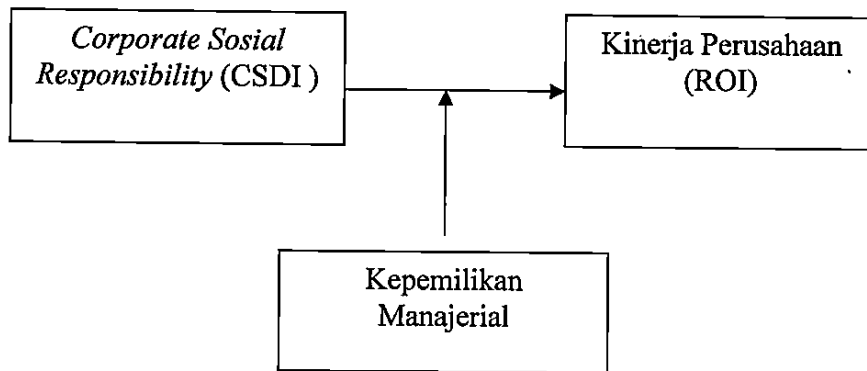 Corporate Sosial
Responsibility (CSDI )
Kinerja Perusahaan
(ROI)
Kepemilikan
Manajerial